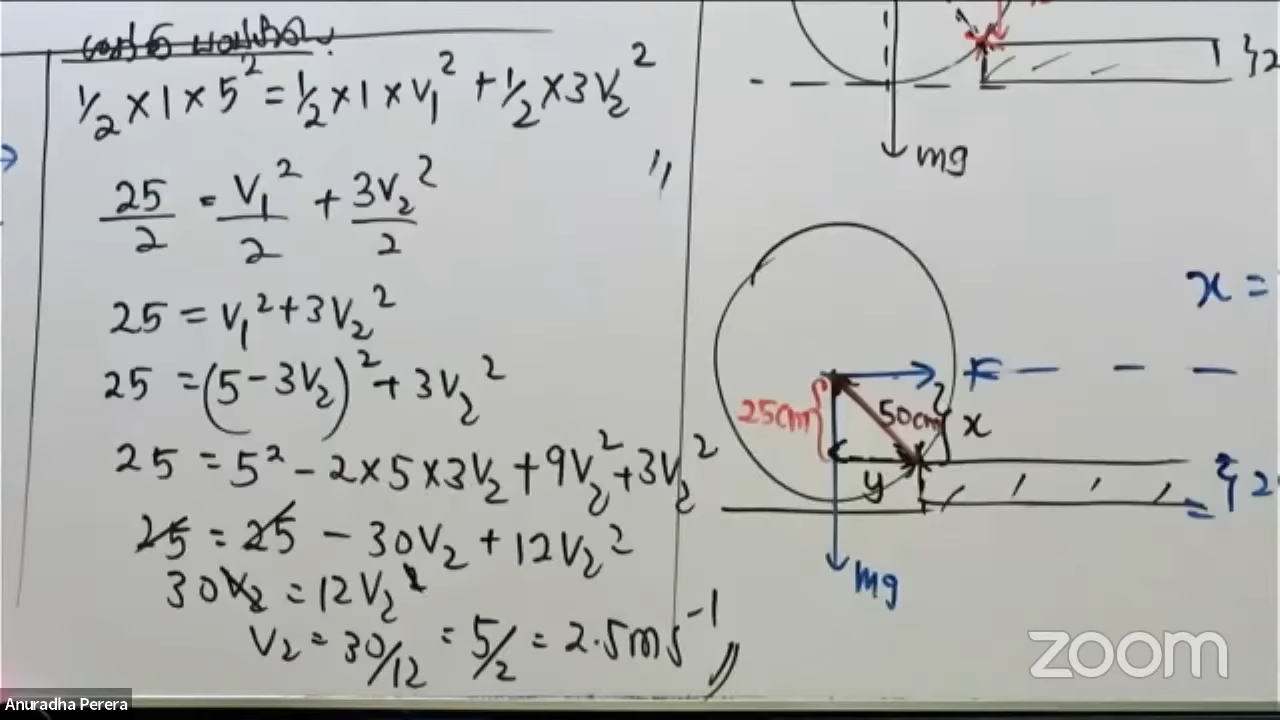 ½ × 1 × 5² = ½ × 1 × V₁² + ½ × 3V₂²
25/2 = V₁²/2 + 3V₂²/2
25 = V₁² + 3V₂²
25 = (5 - 3V₂)² + 3V₂²
25 = 5² - 2 × 5 × 3V₂ + 9V₂² + 3V₂²
25 = 25 - 30V₂ + 12V₂²
30V₂ = 12V₂²
V₂ = 30/12 = 5/2 = 2.5ms⁻¹
mg
x =
F
25cm
50cm
x
y
mg
zoom
Anuradha Perera